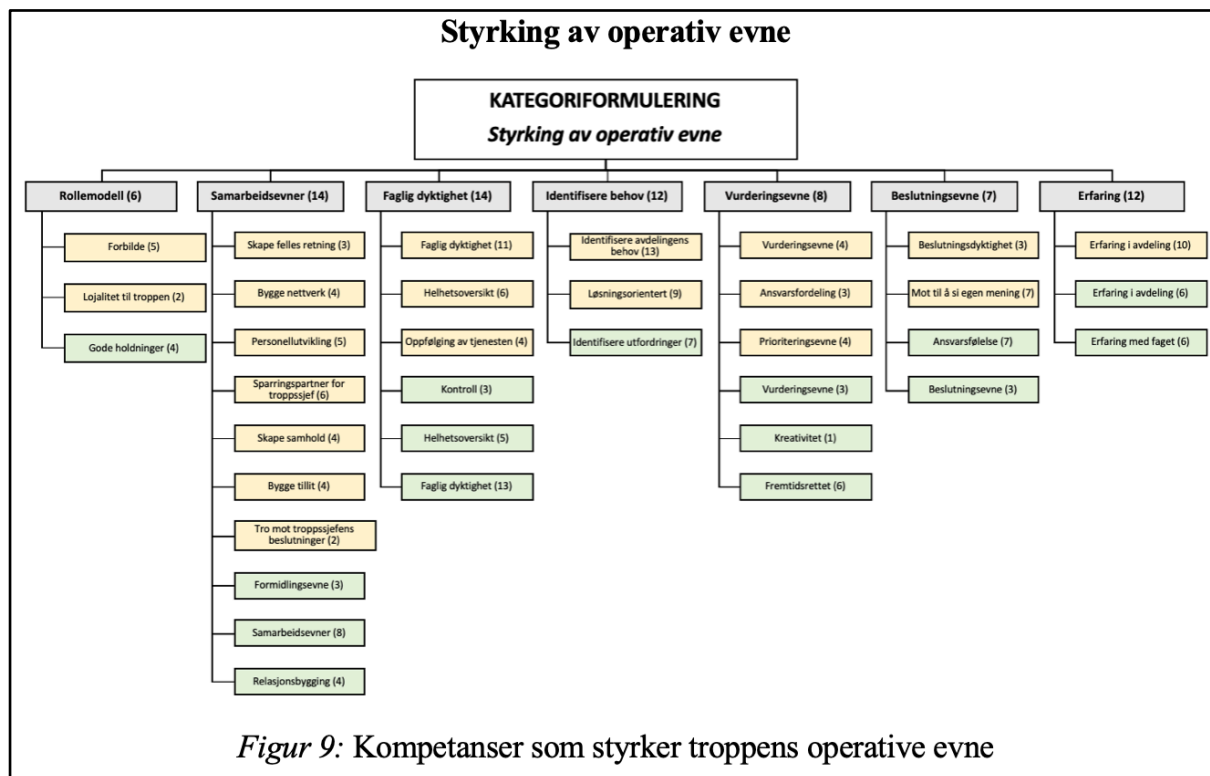 Styrking av operativ evne
KATEGORIFORMULERING
Styrking av operativ evne
Rollemodell (6)
Forbilde (5)
Lojalitet til troppen (2)
Gode holdninger (4)
Samarbeidsevner (14)
Skape felles retning (3)
Bygge nettverk (4)
Personellutvikling (5)
Sparringspartner for
troppssjef (6)
Skape samhold (4)
Bygge tillit (4)
Tro mot troppssjefens
beslutninger (2)
Formidlingsevne (3)
Samarbeidsevner (8)
Relasjonsbygging (4)
Faglig dyktighet (14)
Faglig dyktighet (11)
Helhetsoversikt (6)
Oppfølging av tjenesten (4)
Kontroll (3)
Helhetsoversikt (5)
Faglig dyktighet (13)
Identifisere behov (12)
Identifisere avdelingens
behov (13)
Løsningsorientert (9)
Identifisere utfordringer (7)
Vurderingsevne (8)
Vurderingsevne (4)
Ansvarsfordeling (3)
Prioriteringsevne (4)
Vurderingsevne (3)
Kreativitet (1)
Fremtidsrettet (6)
Beslutningsevne (7)
Beslutningsdyktighet (3)
Mot til å si egen mening (7)
Ansvarsfølelse (7)
Beslutningsevne (3)
Erfaring (12)
Erfaring i avdeling (10)
Erfaring i avdeling (6)
Erfaring med faget (6)
Figur 9: Kompetanser som styrker troppens operative evne